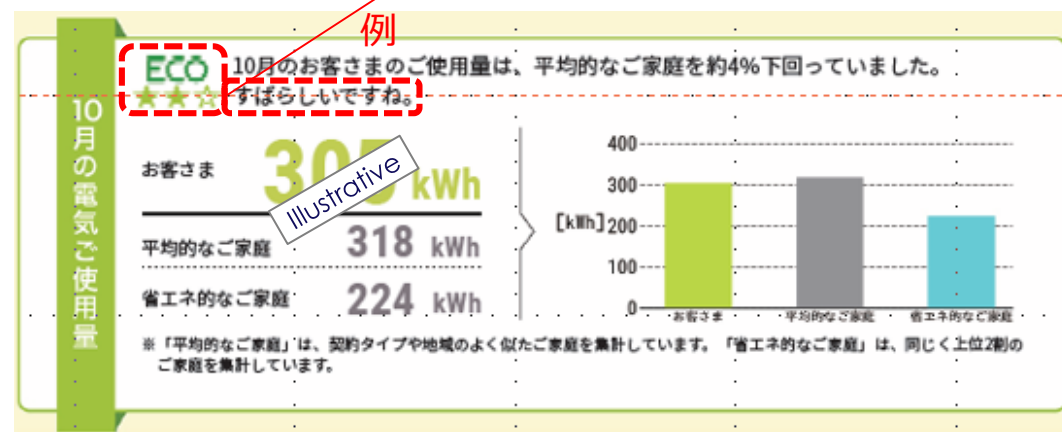 例
ECO 10月のお客さまのご使用量は、平均的なご家庭を約4%下回っていました。
★★☆ すばらしいですね。
10月の電気ご使用量
お客さま 305 kWh
Illustrative
平均的なご家庭 318 kWh
省エネ的なご家庭 224 kWh
400
300
[kWh] 200
100
0
お客さま 平均的なご家庭 省エネ的なご家庭
※「平均的なご家庭」は、契約タイプや地域のよく似たご家庭を集計しています。「省エネ的なご家庭」は、同じく上位2割の
ご家庭を集計しています。